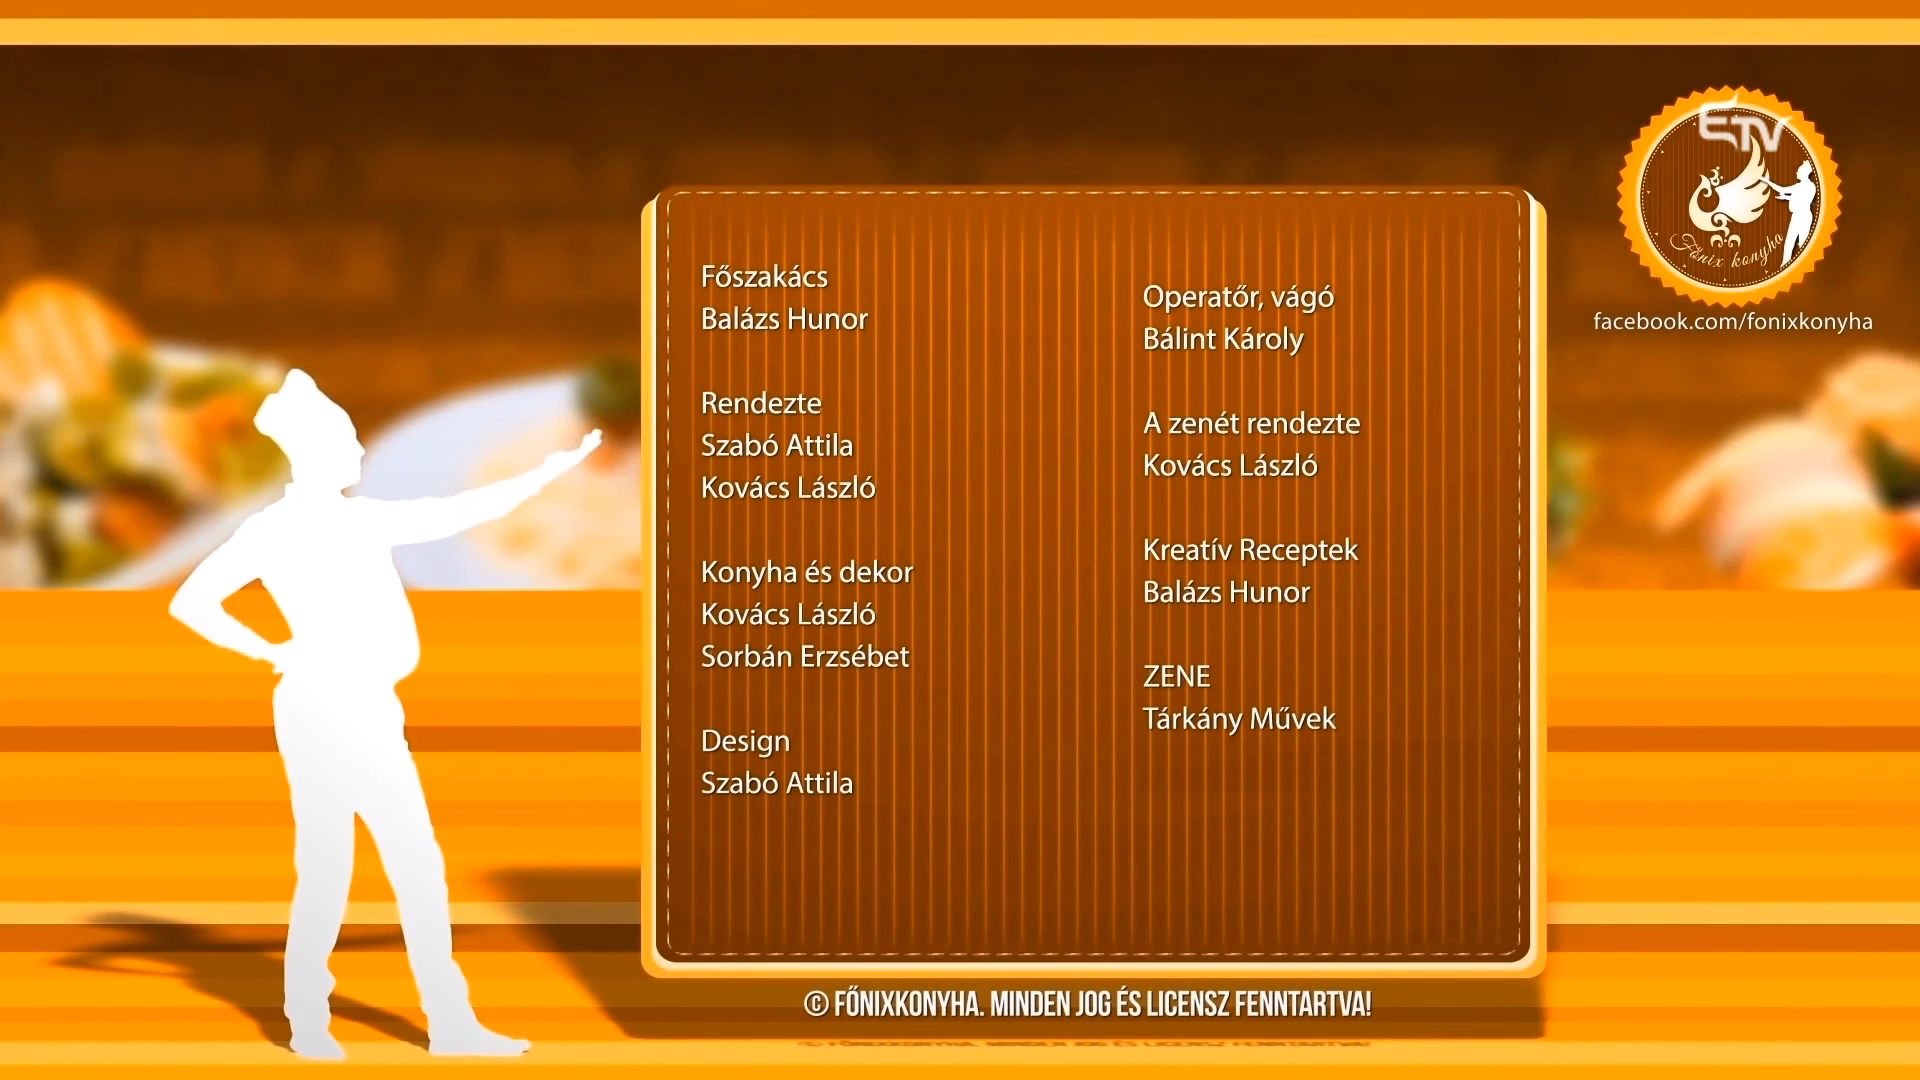 ETV
Főnix konyha
facebook.com/fonixkonyha
Főszakács
Balázs Hunor
Rendezte
Szabó Attila
Kovács László
Konyha és dekor
Kovács László
Sorbán Erzsébet
Design
Szabó Attila
Operatőr, vágó
Bálint Károly
A zenét rendezte
Kovács László
Kreatív Receptek
Balázs Hunor
ZENE
Tárkány Művek
© FŐNIXKONYHA. MINDEN JOG ÉS LICENSZ FENNTARTVA!